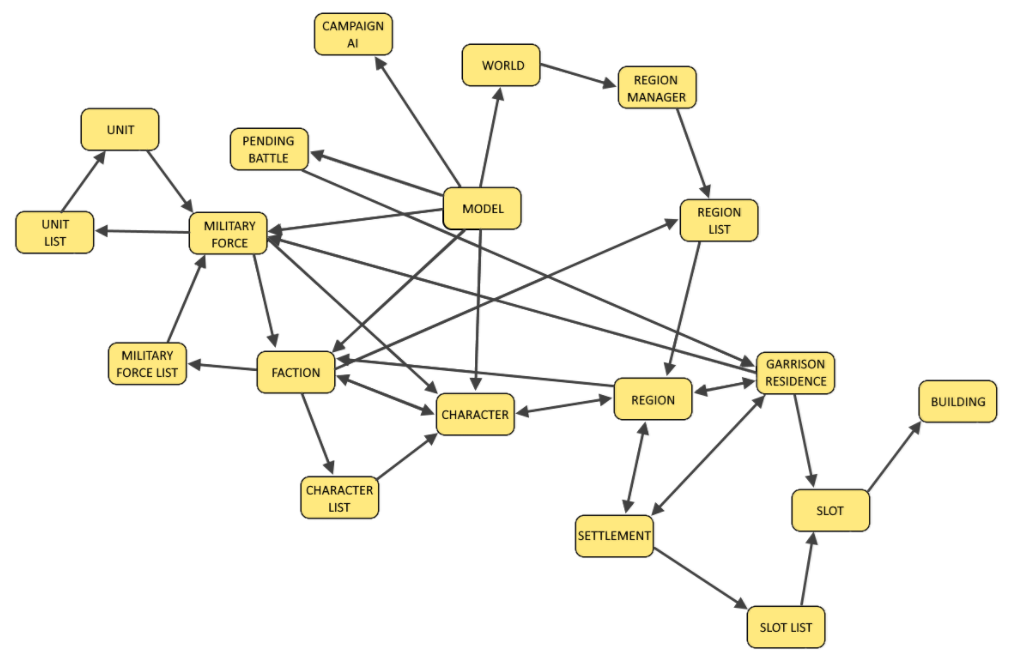 CAMPAIGN
AI
WORLD
REGION
MANAGER
UNIT
PENDING
BATTLE
MODEL
REGION
LIST
UNIT
LIST
MILITARY
FORCE
MILITARY
FORCE LIST
FACTION
GARRISON
RESIDENCE
REGION
BUILDING
CHARACTER
CHARACTER
LIST
SLOT
SETTLEMENT
SLOT LIST